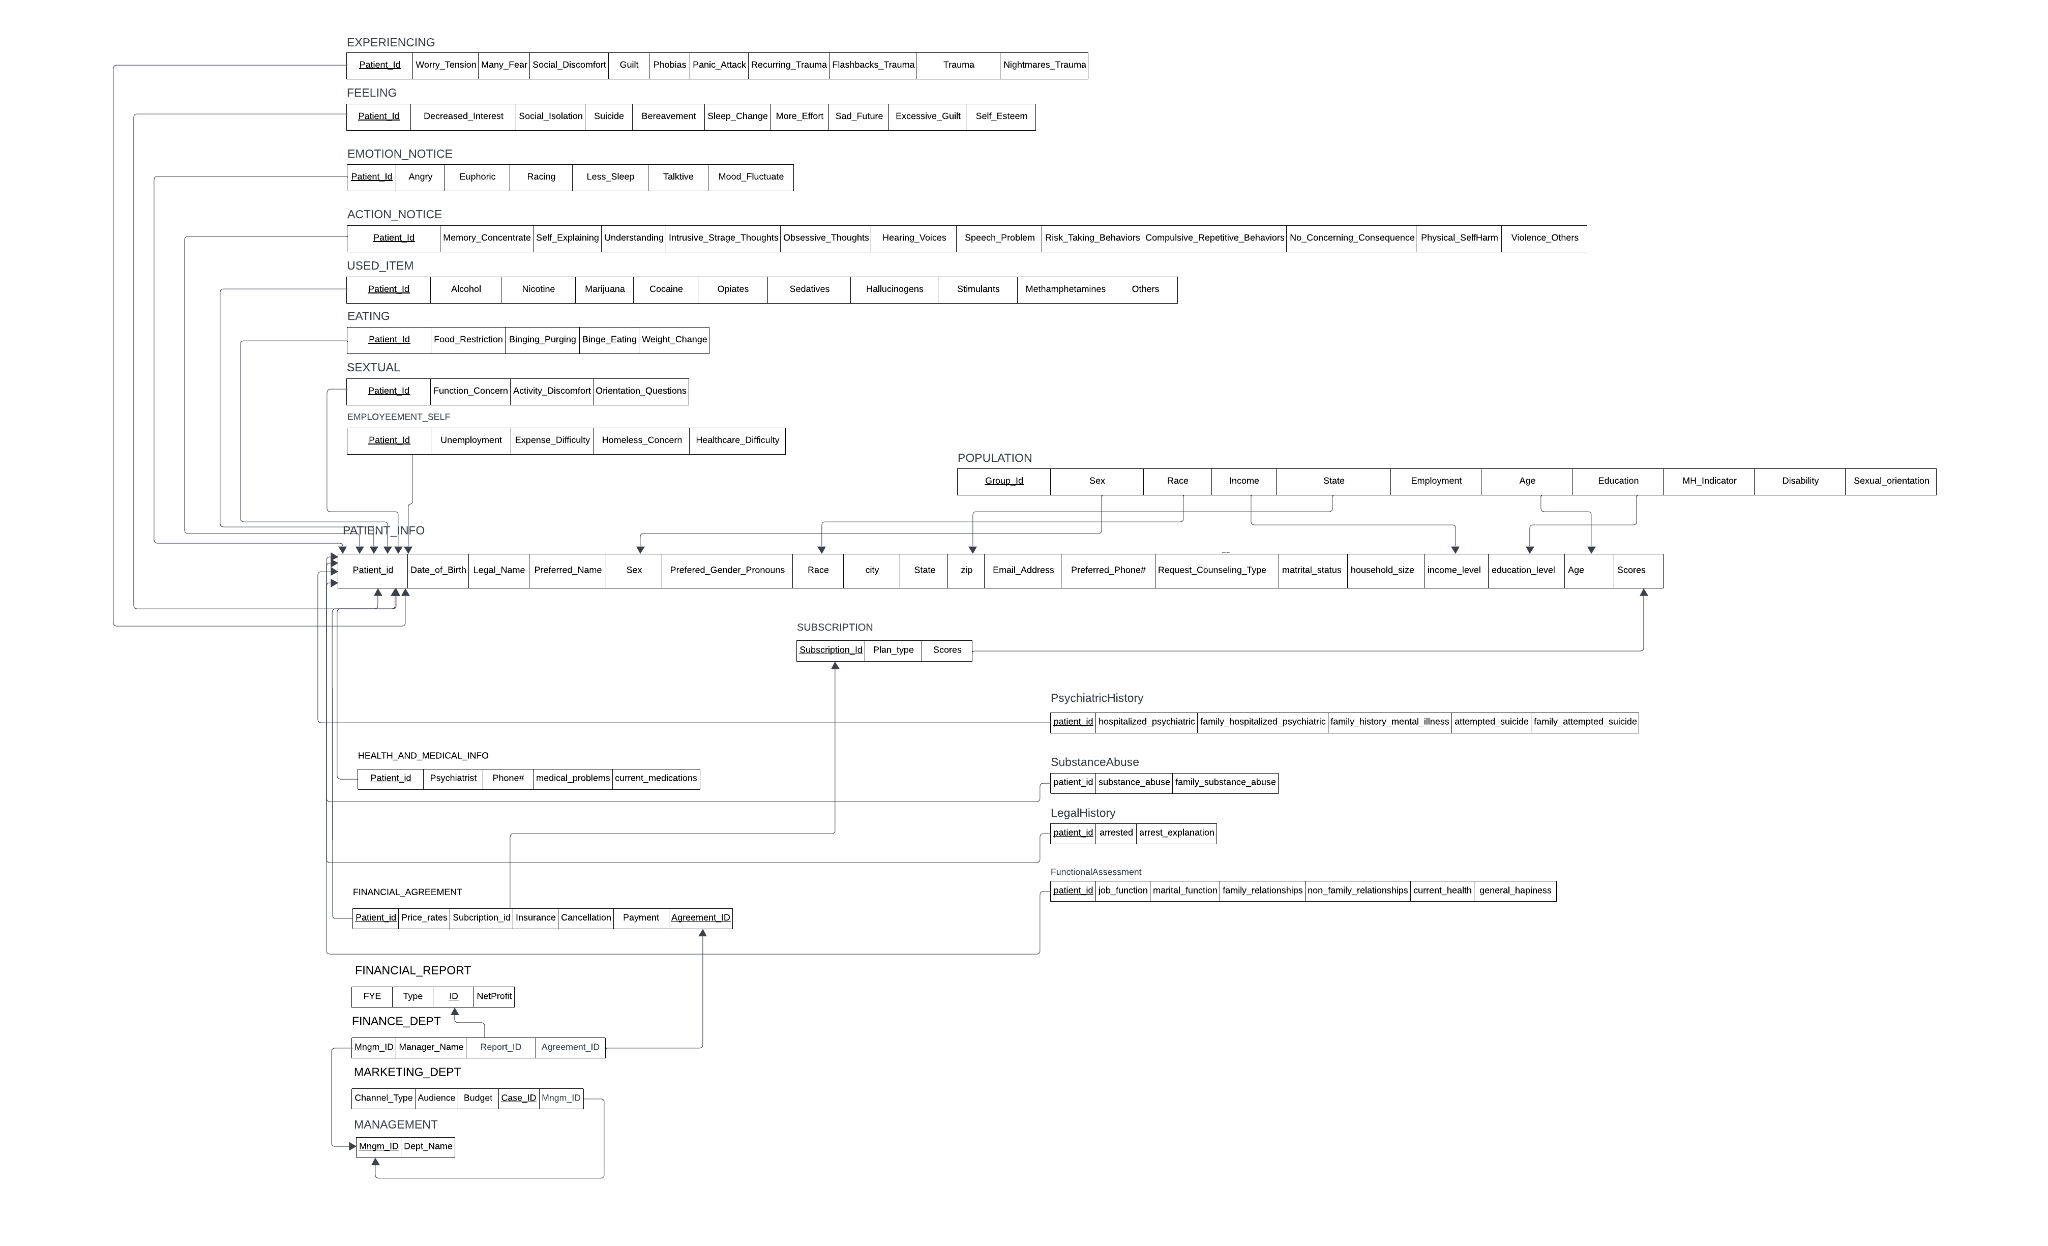 EXPERIENCING
Patient_Id Worry_Tension Many_Fear Social_Discomfort Guilt Phobias Panic_Attack Recurring_Trauma Flashbacks_Trauma Trauma Nightmares_Trauma
FEELING
Patient_Id Decreased_Interest Social_Isolation Suicide Bereavement Sleep_Change More_Effort Sad_Future Excessive_Guilt Self_Esteem
EMOTION_NOTICE
Patient_Id Angry Euphoric Racing Less_Sleep Talktive Mood_Fluctuate
ACTION_NOTICE
Patient_Id Memory_Concentrate Self_Explaining Understanding Intrusive_Strage_Thoughts Obsessive_Thoughts Hearing_Voices Speech_Problem Risk_Taking_Behaviors Compulsive_Repetitive_Behaviors No_Concerning_Consequence Physical_SelfHarm Violence_Others
USED_ITEM
Patient_Id Alcohol Nicotine Marijuana Cocaine Opiates Sedatives Hallucinogens Stimulants Methamphetamines Others
EATING
Patient_Id Food_Restriction Binging_Purging Binge_Eating Weight_Change
SEXTUAL
Patient_Id Function_Concern Activity_Discomfort Orientation_Questions
EMPLOYEEMENT_SELF
Patient_Id Unemployment Expense_Difficulty Homeless_Concern Healthcare_Difficulty
POPULATION
Group_Id Sex Race Income State Employment Age Education MH_Indicator Disability Sexual_orientation
PATIENT_INFO
Patient_id Date_of_Birth Legal_Name Preferred_Name Sex Prefered_Gender_Pronouns Race city State zip Email_Address Preferred_Phone# Request_Counseling_Type matrital_status household_size income_level education_level Age Scores
SUBSCRIPTION
Subscription_Id Plan_type Scores
PsychiatricHistory
patient_id hospitalized_psychiatric family_hospitalized_psychiatric family_history_mental_illness attempted_suicide family_attempted_suicide
HEALTH_AND_MEDICAL_INFO
Patient_id Psychiatrist Phone# medical_problems current_medications
SubstanceAbuse
patient_id substance_abuse family_substance_abuse
LegalHistory
patient_id arrested arrest_explanation
FunctionalAssessment
patient_id job_function marital_function family_relationships non_family_relationships current_health general_hapiness
FINANCIAL_AGREEMENT
Patient_id Price_rates Subcription_id Insurance Cancellation Payment Agreement_ID
FINANCIAL_REPORT
FYE Type ID NetProfit
FINANCE_DEPT
Mngm_ID Manager_Name Report_ID Agreement_ID
MARKETING_DEPT
Channel_Type Audience Budget Case_ID Mngm_ID
MANAGEMENT
Mngm_ID Dept_Name